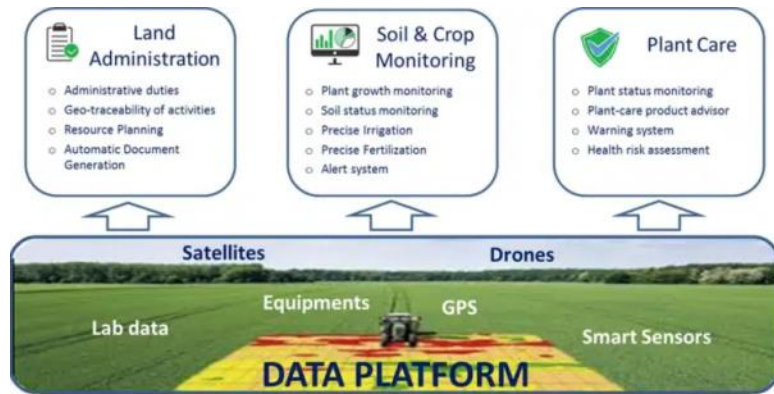 Land
Administration
Administrative duties
Geo-traceability of activities
Resource Planning
Automatic Document
Generation
Soil & Crop
Monitoring
Plant growth monitoring
Soil status monitoring
Precise Irrigation
Precise Fertilization
Alert system
Plant Care
Plant status monitoring
Plant-care product advisor
Warning system
Health risk assessment
Satellites
Drones
Equipments
GPS
Lab data
Smart Sensors
DATA PLATFORM